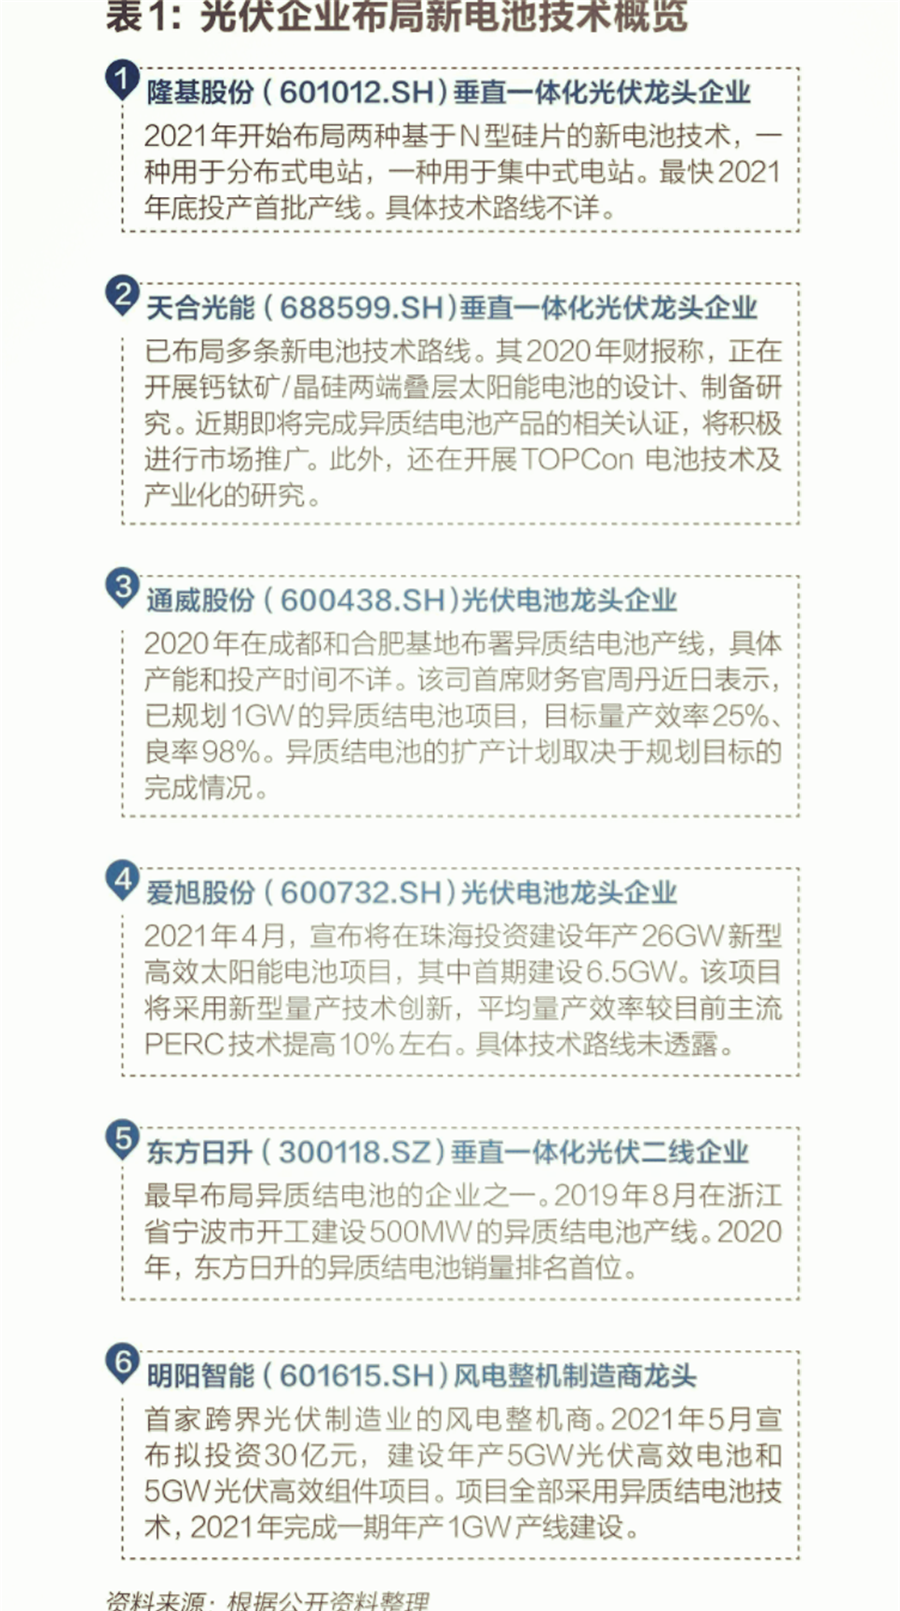 表1：光伏企业布局新电池技术概览
1
隆基股份（601012.SH）垂直一体化光伏龙头企业
2021年开始布局两种基于N型硅片的新电池技术，一
种用于分布式电站，一种用于集中式电站。最快2021
年底投产首批产线。具体技术路线不详。
2
天合光能（688599.SH)垂直一体化光伏龙头企业
已布局多条新电池技术路线。其2020年财报称，正在
开展钙钛矿/晶硅两端叠层太阳能电池的设计、制备研
究。近期即将完成异质结电池产品的相关认证，将积极
进行市场推广。此外，还在开展TOPCon 电池技术及
产业化的研究。
3
通威股份（600438.SH)光伏电池龙头企业
2020年在成都和合肥基地布署异质结电池产线，具体
产能和投产时间不详。该司首席财务官周丹近日表示，
已规划1GW的异质结电池项目，目标量产效率25%、
良率98%。异质结电池的扩产计划取决于规划目标的
完成情况。
4
爱旭股份（600732.SH）光伏电池龙头企业
2021年4月，宣布将在珠海投资建设年产26GW新型
高效太阳能电池项目，其中首期建设6.5GW。该项目
将采用新型量产技术创新，平均量产效率较目前主流
PERC技术提高10%左右。具体技术路线未透露。
5
东方日升（300118.SZ）垂直一体化光伏二线企业
最早布局异质结电池的企业之一。2019年8月在浙江
省宁波市开工建设500MW的异质结电池产线。2020
年，东方日升的异质结电池销量排名首位。
6
明阳智能（601615.SH）风电整机制造商龙头
首家跨界光伏制造业的风电整机商。2021年5月宣
布拟投资30亿元，建设年产5GW光伏高效电池和
5GW光伏高效组件项目。项目全部采用异质结电池技
术，2021年完成一期年产1GW产线建设。
资料来源：根据公开资料整理